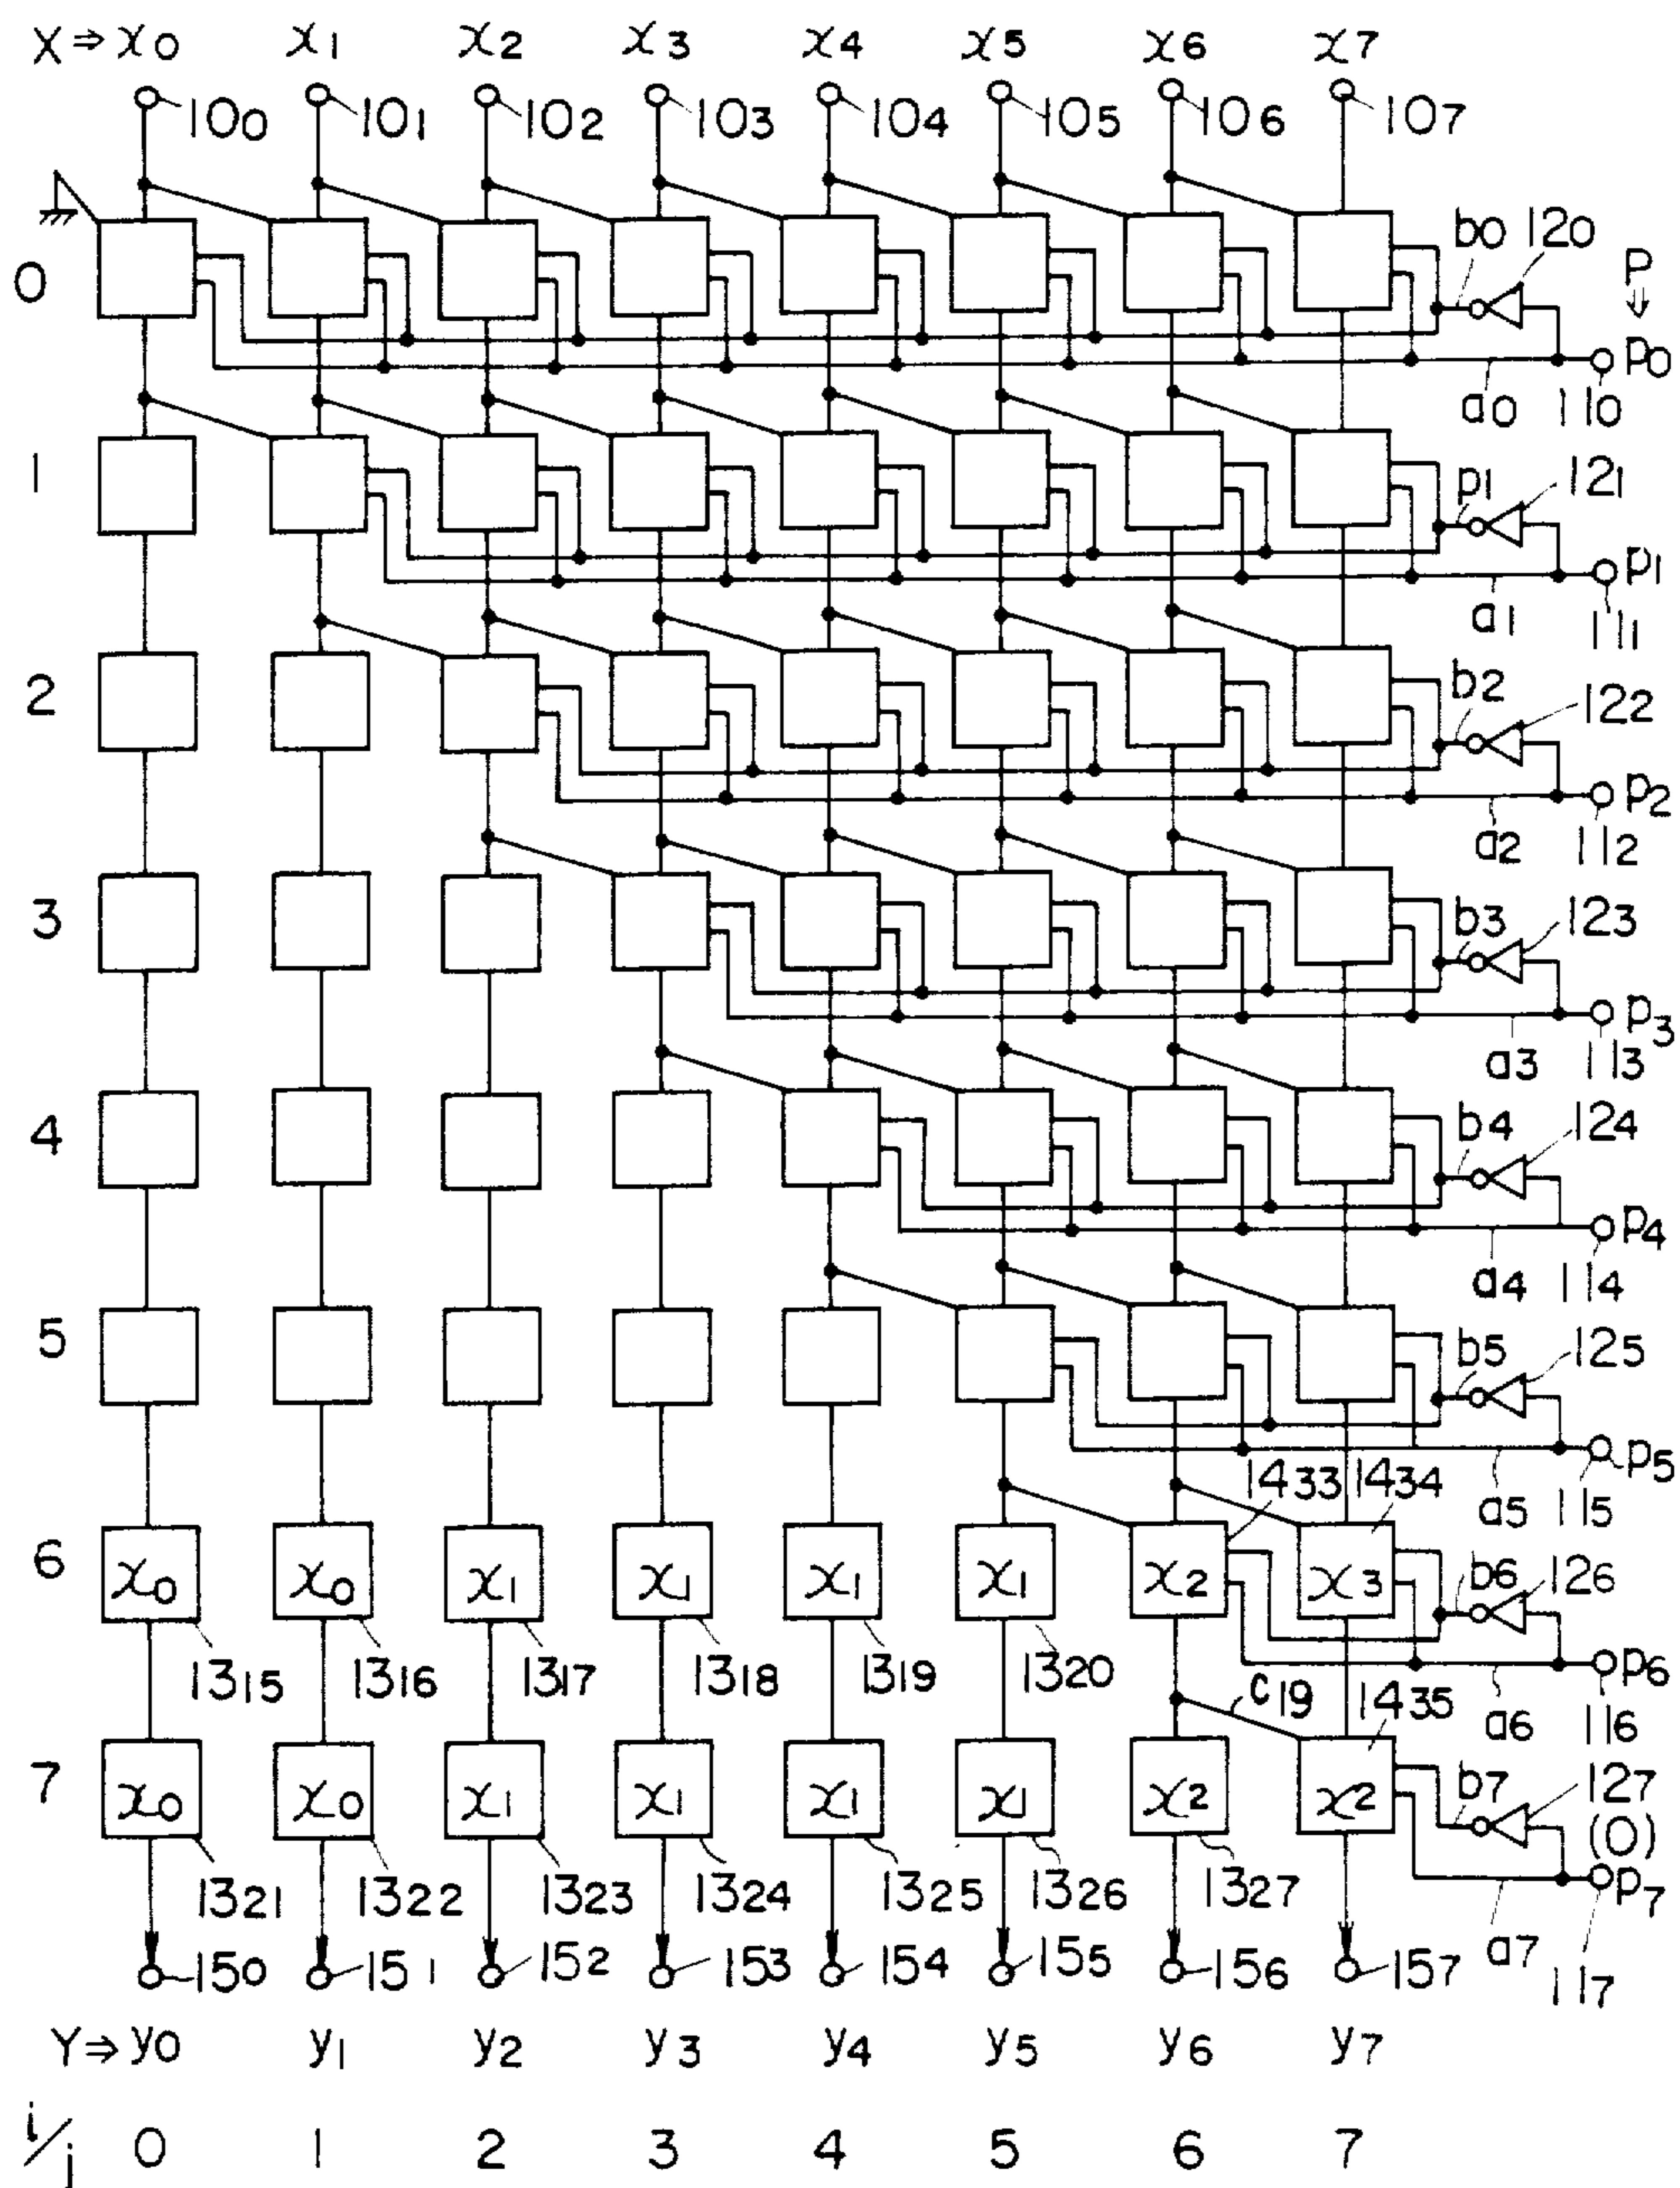 X ⇒ x0 x1 x2 x3 x4 x5 x6 x7
100 101 102 103 104 105 106 107
b0 120
0
P ⇓
p0
a0 110
1
p1 121
p1
a1 111
2
b2 122
p2
a2 112
3
b3 123
p3
a3 113
4
b4 124
p4
a4 114
5
b5 125
p5
1433 1434
a5 115
6 x0 x0 x1 x1 x1 x1 x2 x3
b6 126
1315 1316 1317 1318 1319 1320
p6
c19 1435
a6 116
7 x0 x0 x1 x1 x1 x1 x2 x2
b7 127
(0)
p7
1321 1322 1323 1324 1325 1326 1327
a7 117
150 151 152 153 154 155 156 157
Y ⇒ y0 y1 y2 y3 y4 y5 y6 y7
i/j 0 1 2 3 4 5 6 7